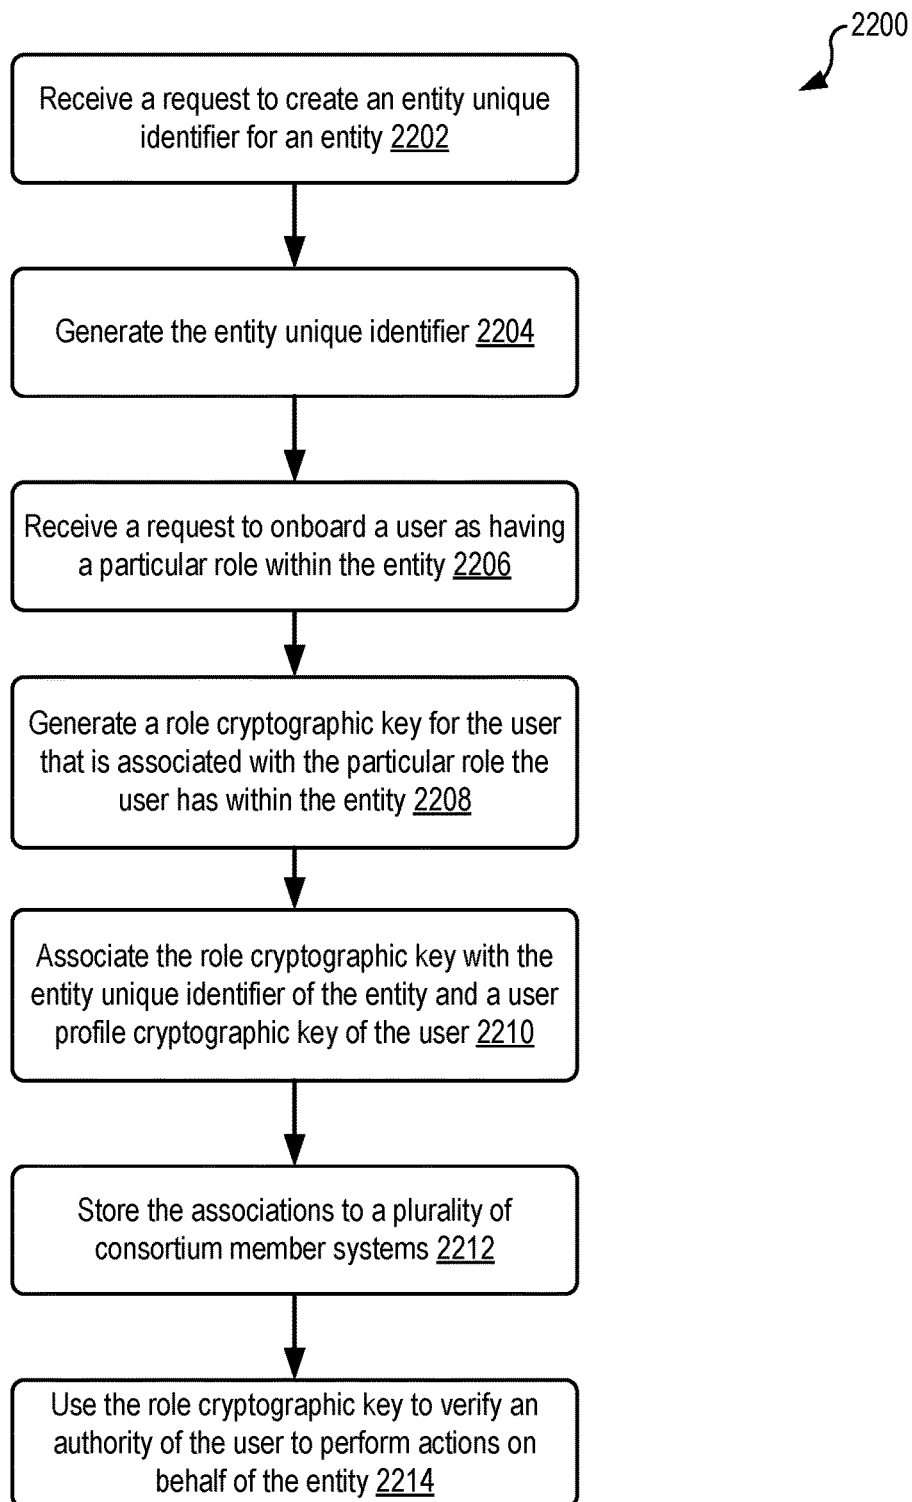 2200
Receive a request to create an entity unique
identifier for an entity 2202
Generate the entity unique identifier 2204
Receive a request to onboard a user as having
a particular role within the entity 2206
Generate a role cryptographic key for the user
that is associated with the particular role the
user has within the entity 2208
Associate the role cryptographic key with the
entity unique identifier of the entity and a user
profile cryptographic key of the user 2210
Store the associations to a plurality of
consortium member systems 2212
Use the role cryptographic key to verify an
authority of the user to perform actions on
behalf of the entity 2214